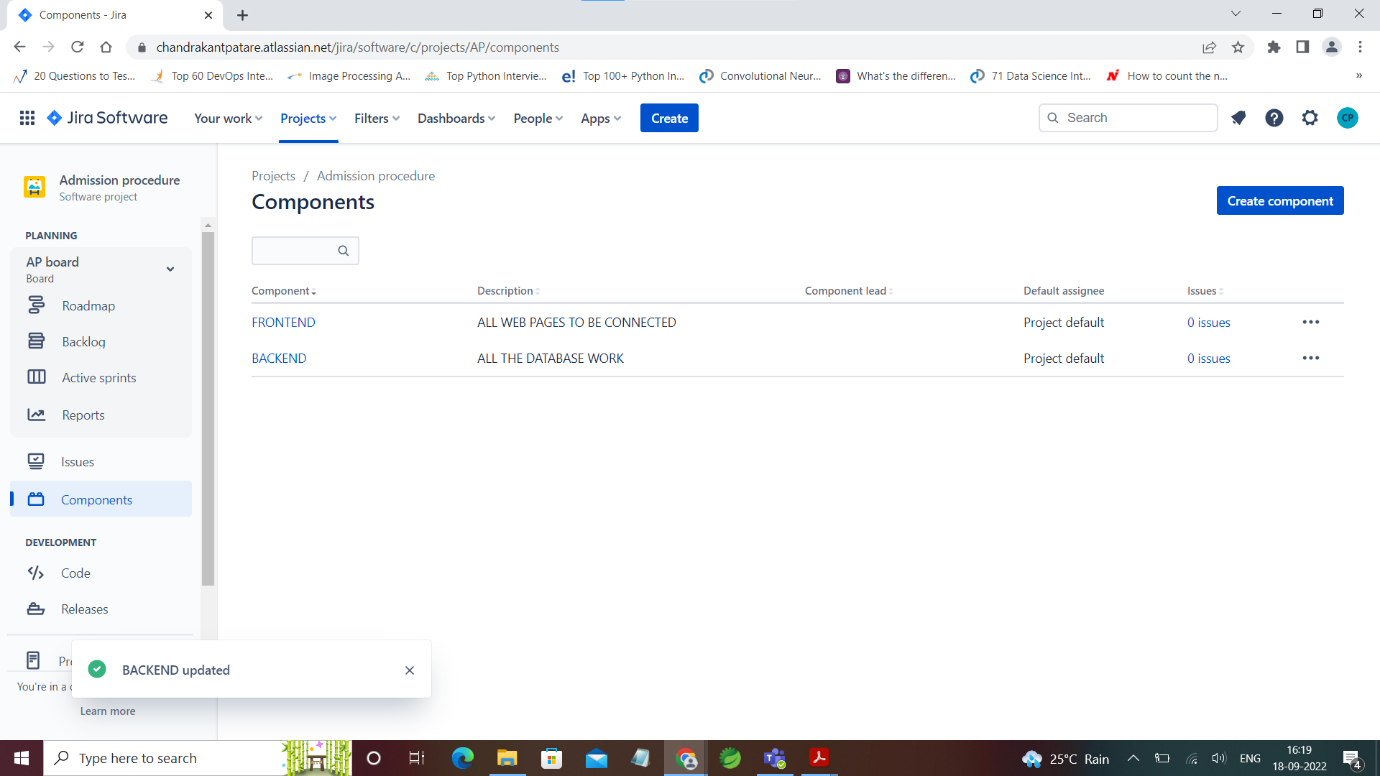 Components - Jira
chandrakantpatare.atlassian.net/jira/software/c/projects/AP/components
20 Questions to Tes... Top 60 DevOps Inte... Image Processing A... Top Python Intervie... e! Top 100+ Python In... Convolutional Neur... What's the differen... 71 Data Science Int... How to count the n... »
Jira Software Your work Projects Filters Dashboards People Apps Create Search CP
Admission procedure
Software project
PLANNING
AP board
Board
Roadmap
Backlog
Active sprints
Reports
Issues
Components
DEVELOPMENT
Code
Releases
Pr
You're in a c
Learn more
Projects / Admission procedure
Components
Create component
Component Description Component lead Default assignee Issues
FRONTEND ALL WEB PAGES TO BE CONNECTED Project default 0 issues
BACKEND ALL THE DATABASE WORK Project default 0 issues
BACKEND updated
Type here to search
25°C Rain
ENG
16:19
18-09-2022
4